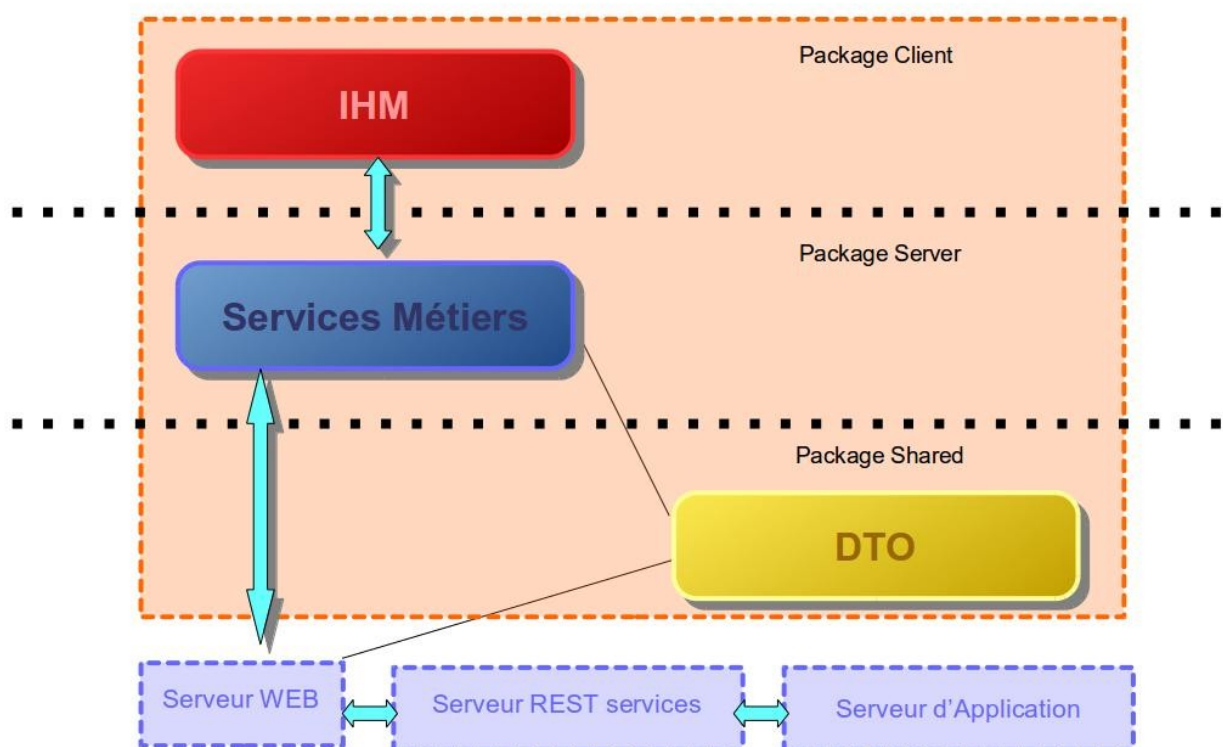 Package Client
IHM
Package Server
Services Métiers
Package Shared
DTO
Serveur WEB
Serveur REST services
Serveur d’Application